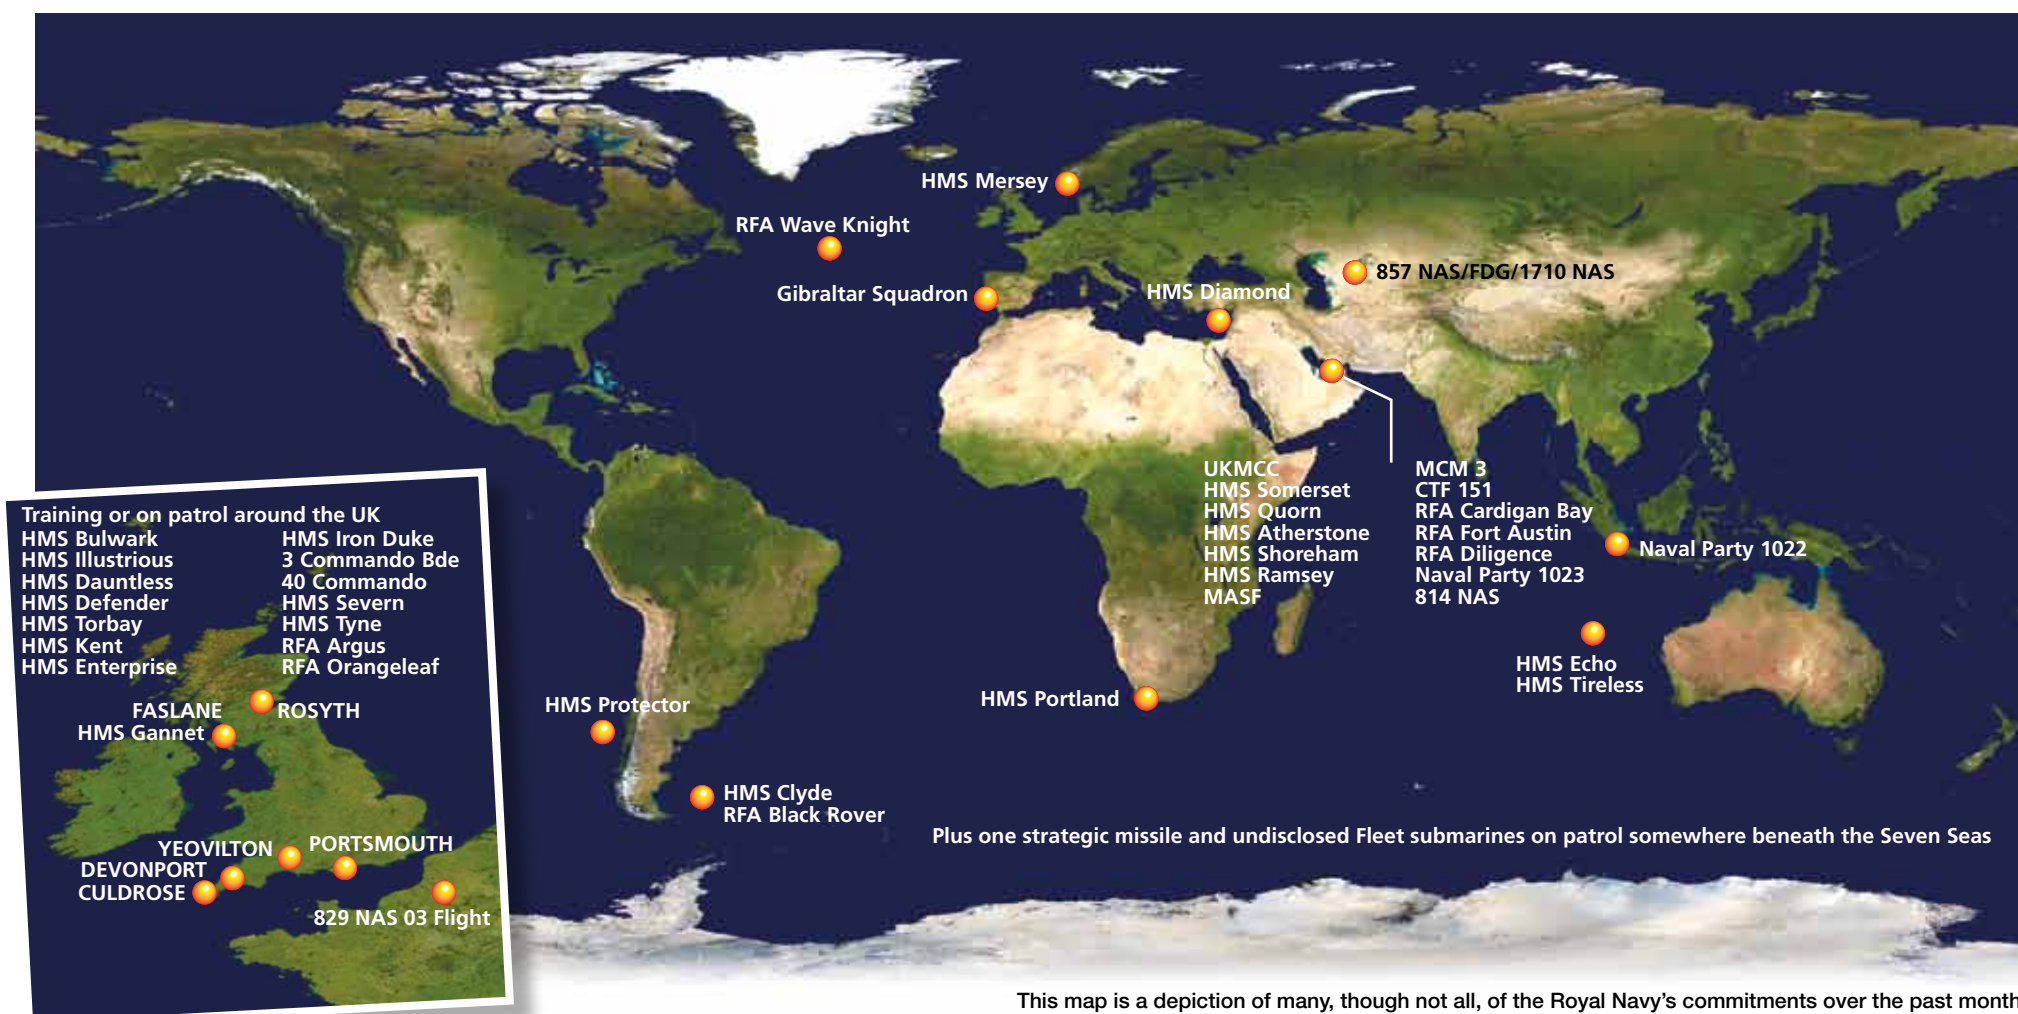 HMS Mersey
RFA Wave Knight
857 NAS/FDG/1710 NAS
Gibraltar Squadron
HMS Diamond
UKMCC
HMS Somerset
HMS Quorn
HMS Atherstone
HMS Shoreham
HMS Ramsey
MASF
MCM 3
CTF 151
RFA Cardigan Bay
RFA Fort Austin
RFA Diligence
Naval Party 1023
814 NAS
Naval Party 1022
HMS Echo
HMS Tireless
HMS Portland
HMS Protector
HMS Clyde
RFA Black Rover
Plus one strategic missile and undisclosed Fleet submarines on patrol somewhere beneath the Seven Seas
Training or on patrol around the UK
HMS Bulwark
HMS Illustrious
HMS Dauntless
HMS Defender
HMS Torbay
HMS Kent
HMS Enterprise
HMS Iron Duke
3 Commando Bde
40 Commando
HMS Severn
HMS Tyne
RFA Argus
RFA Orangeleaf
FASLANE
ROSYTH
HMS Gannet
YEOVILTON
PORTSMOUTH
DEVONPORT
CULDROSE
829 NAS 03 Flight
This map is a depiction of many, though not all, of the Royal Navy's commitments over the past month